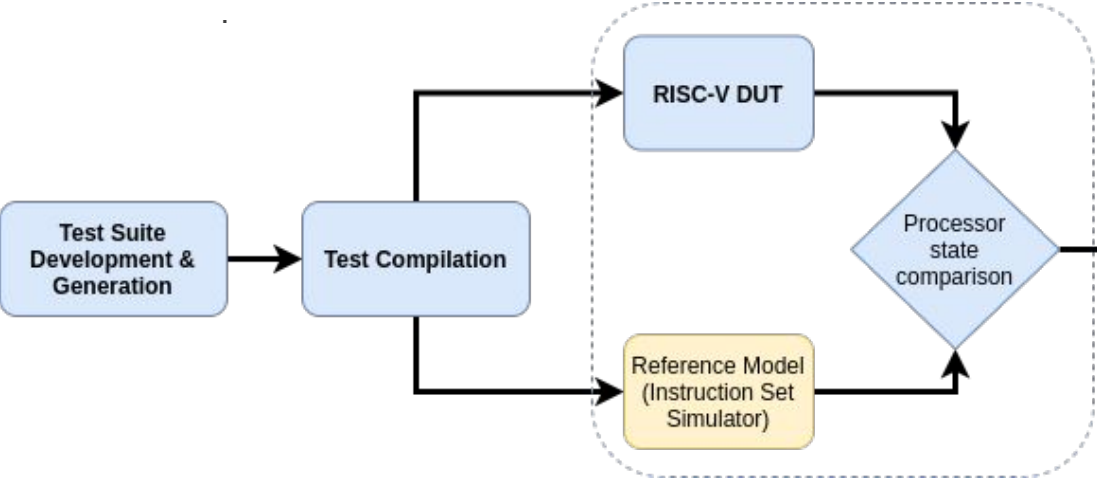 RISC-V DUT
Test Suite
Development &
Generation
Test Compilation
Processor
state
comparison
Reference Model
(Instruction Set
Simulator)